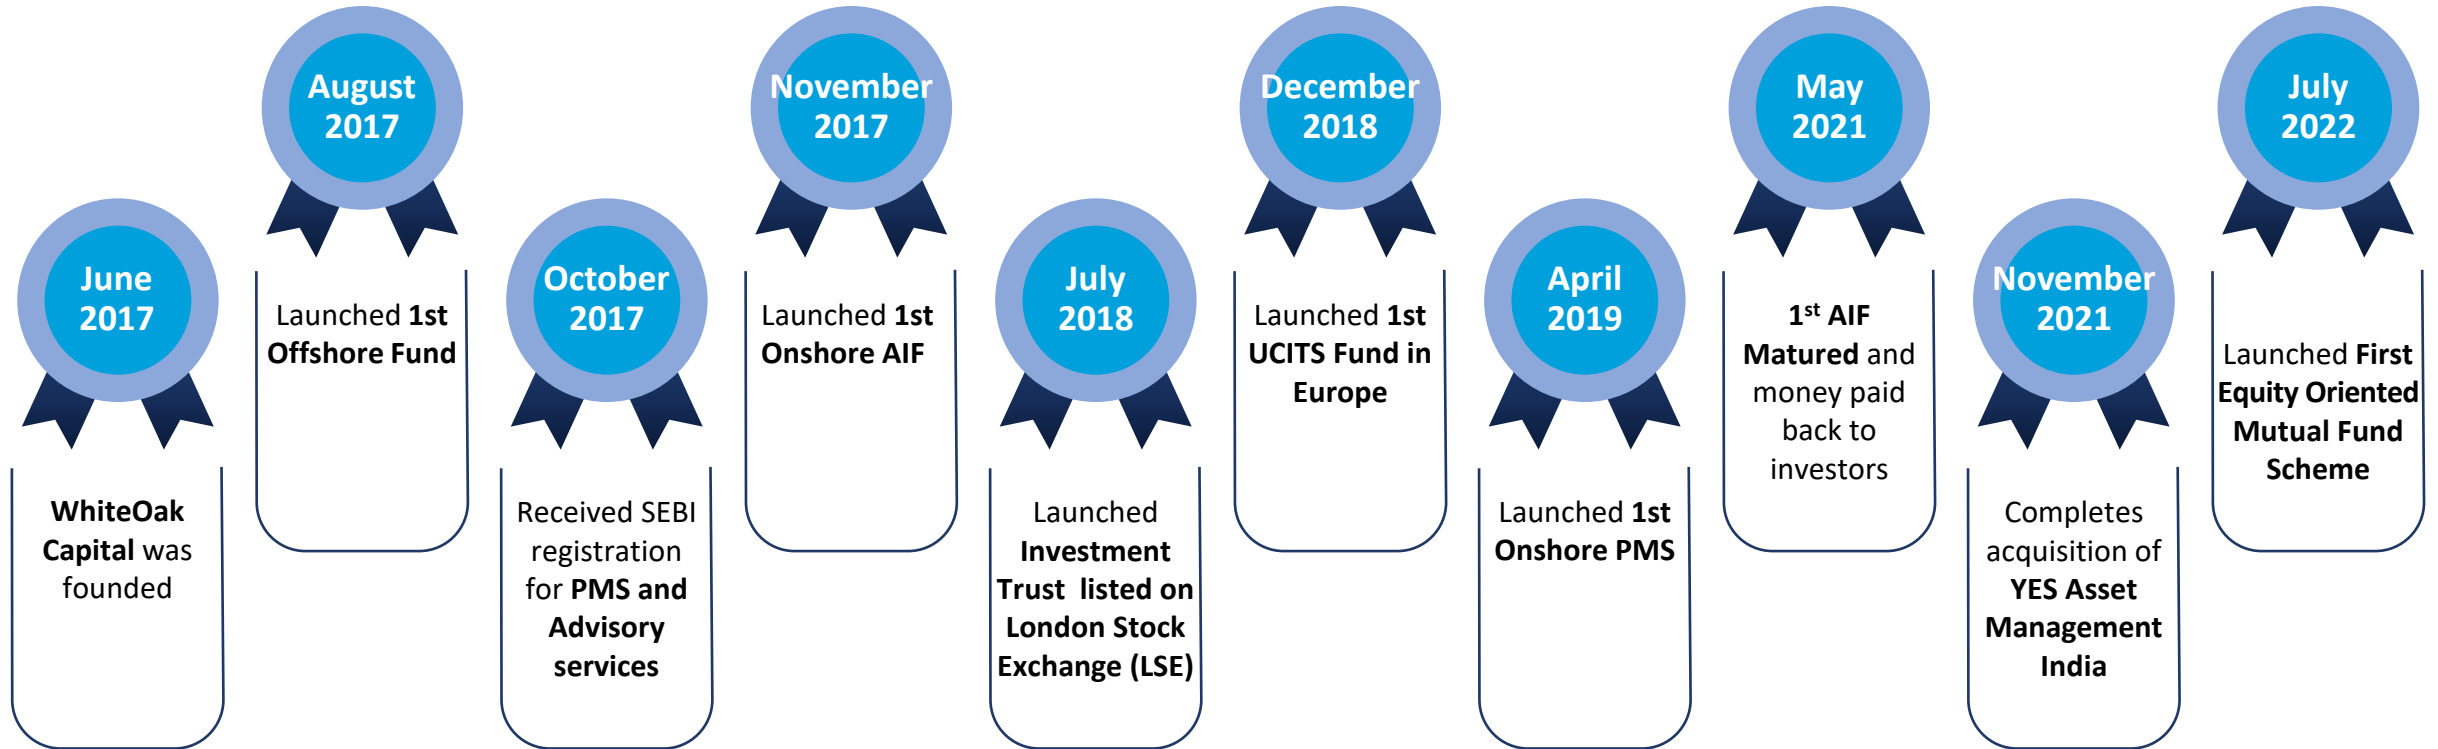 June
2017
WhiteOak
Capital was
founded
August
2017
Launched 1st
Offshore Fund
October
2017
Received SEBI
registration
for PMS and
Advisory
services
November
2017
Launched 1st
Onshore AIF
July
2018
Launched
Investment
Trust listed on
London Stock
Exchange (LSE)
December
2018
Launched 1st
UCITS Fund in
Europe
April
2019
Launched 1st
Onshore PMS
May
2021
1st AIF
Matured and
money paid
back to
investors
November
2021
Completes
acquisition of
YES Asset
Management
India
July
2022
Launched First
Equity Oriented
Mutual Fund
Scheme